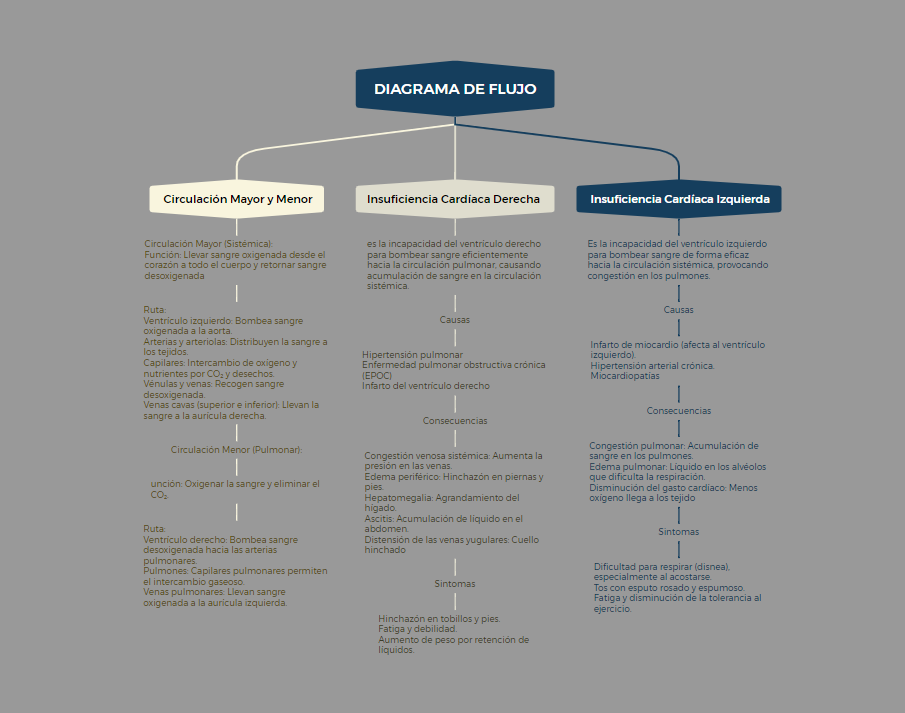 DIAGRAMA DE FLUJO
Circulación Mayor y Menor
Circulación Mayor (Sistémica):
Función: Llevar sangre oxigenada desde el
corazón a todo el cuerpo y retornar sangre
desoxigenada
Ruta:
Ventrículo izquierdo: Bombea sangre
oxigenada a la aorta.
Arterias y arteriolas: Distribuyen la sangre a
los tejidos.
Capilares: Intercambio de oxígeno y
nutrientes por CO₂ y desechos.
Vénulas y venas: Recogen sangre
desoxigenada.
Venas cavas (superior e inferior): Llevan la
sangre a la aurícula derecha.
Circulación Menor (Pulmonar):
unción: Oxigenar la sangre y eliminar el
CO₂.
Ruta:
Ventrículo derecho: Bombea sangre
desoxigenada hacia las arterias
pulmonares.
Pulmones: Capilares pulmonares permiten
el intercambio gaseoso.
Venas pulmonares: Llevan sangre
oxigenada a la aurícula izquierda.
Insuficiencia Cardíaca Derecha
es la incapacidad del ventrículo derecho
para bombear sangre eficientemente
hacia la circulación pulmonar, causando
acumulación de sangre en la circulación
sistémica.
Causas
Hipertensión pulmonar
Enfermedad pulmonar obstructiva crónica
(EPOC)
Infarto del ventrículo derecho
Consecuencias
Congestión venosa sistémica: Aumenta la
presión en las venas.
Edema periférico: Hinchazón en piernas y
pies.
Hepatomegalia: Agrandamiento del
hígado.
Ascitis: Acumulación de líquido en el
abdomen.
Distensión de las venas yugulares: Cuello
hinchado
Sintomas
Hinchazón en tobillos y pies.
Fatiga y debilidad.
Aumento de peso por retención de
líquidos.
Insuficiencia Cardíaca Izquierda
Es la incapacidad del ventrículo izquierdo
para bombear sangre de forma eficaz
hacia la circulación sistémica, provocando
congestión en los pulmones.
Causas
Infarto de miocardio (afecta al ventrículo
izquierdo).
Hipertensión arterial crónica.
Miocardiopatías
Consecuencias
Congestión pulmonar: Acumulación de
sangre en los pulmones.
Edema pulmonar: Líquido en los alvéolos
que dificulta la respiración.
Disminución del gasto cardíaco: Menos
oxígeno llega a los tejido
Sintomas
Dificultad para respirar (disnea),
especialmente al acostarse.
Tos con esputo rosado y espumoso.
Fatiga y disminución de la tolerancia al
ejercicio.